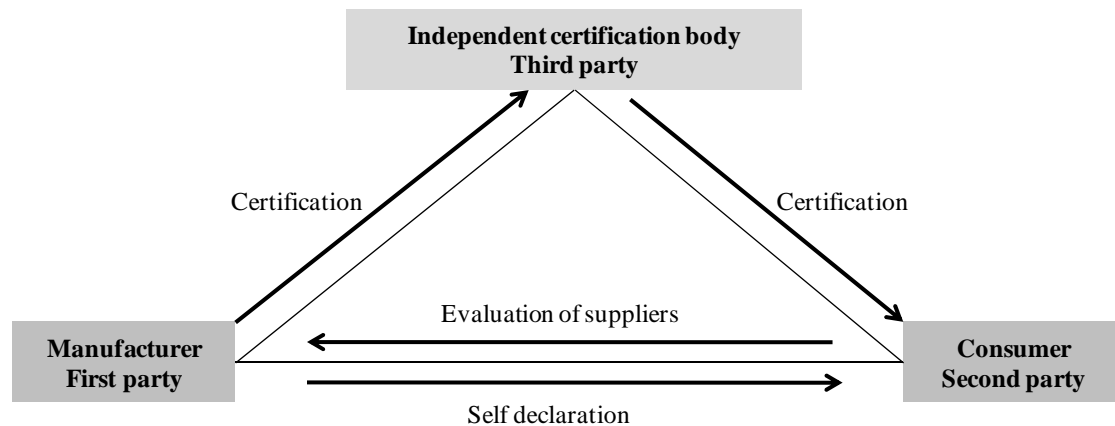 Independent certification body
Third party
Certification
Certification
Evaluation of suppliers
Manufacturer
First party
Consumer
Second party
Self declaration